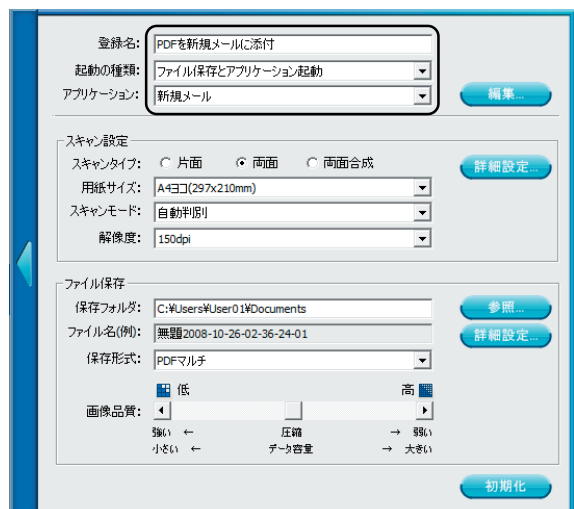 登録名: PDFを新規メールに添付
起動の種類: ファイル保存とアプリケーション起動
アプリケーション: 新規メール 編集...
スキャン設定
スキャンタイプ: 片面 両面 両面合成 詳細設定...
用紙サイズ: A4ヨコ(297x210mm)
スキャンモード: 自動判別
解像度: 150dpi
ファイル保存
保存フォルダ: C:¥Users¥User01¥Documents 参照...
ファイル名(例): 無題2008-10-26-02-36-24-01 詳細設定...
保存形式: PDFマルチ
低 高
画像品質:
強い ← 圧縮 → 弱い
小さい ← データ容量 → 大きい
初期化